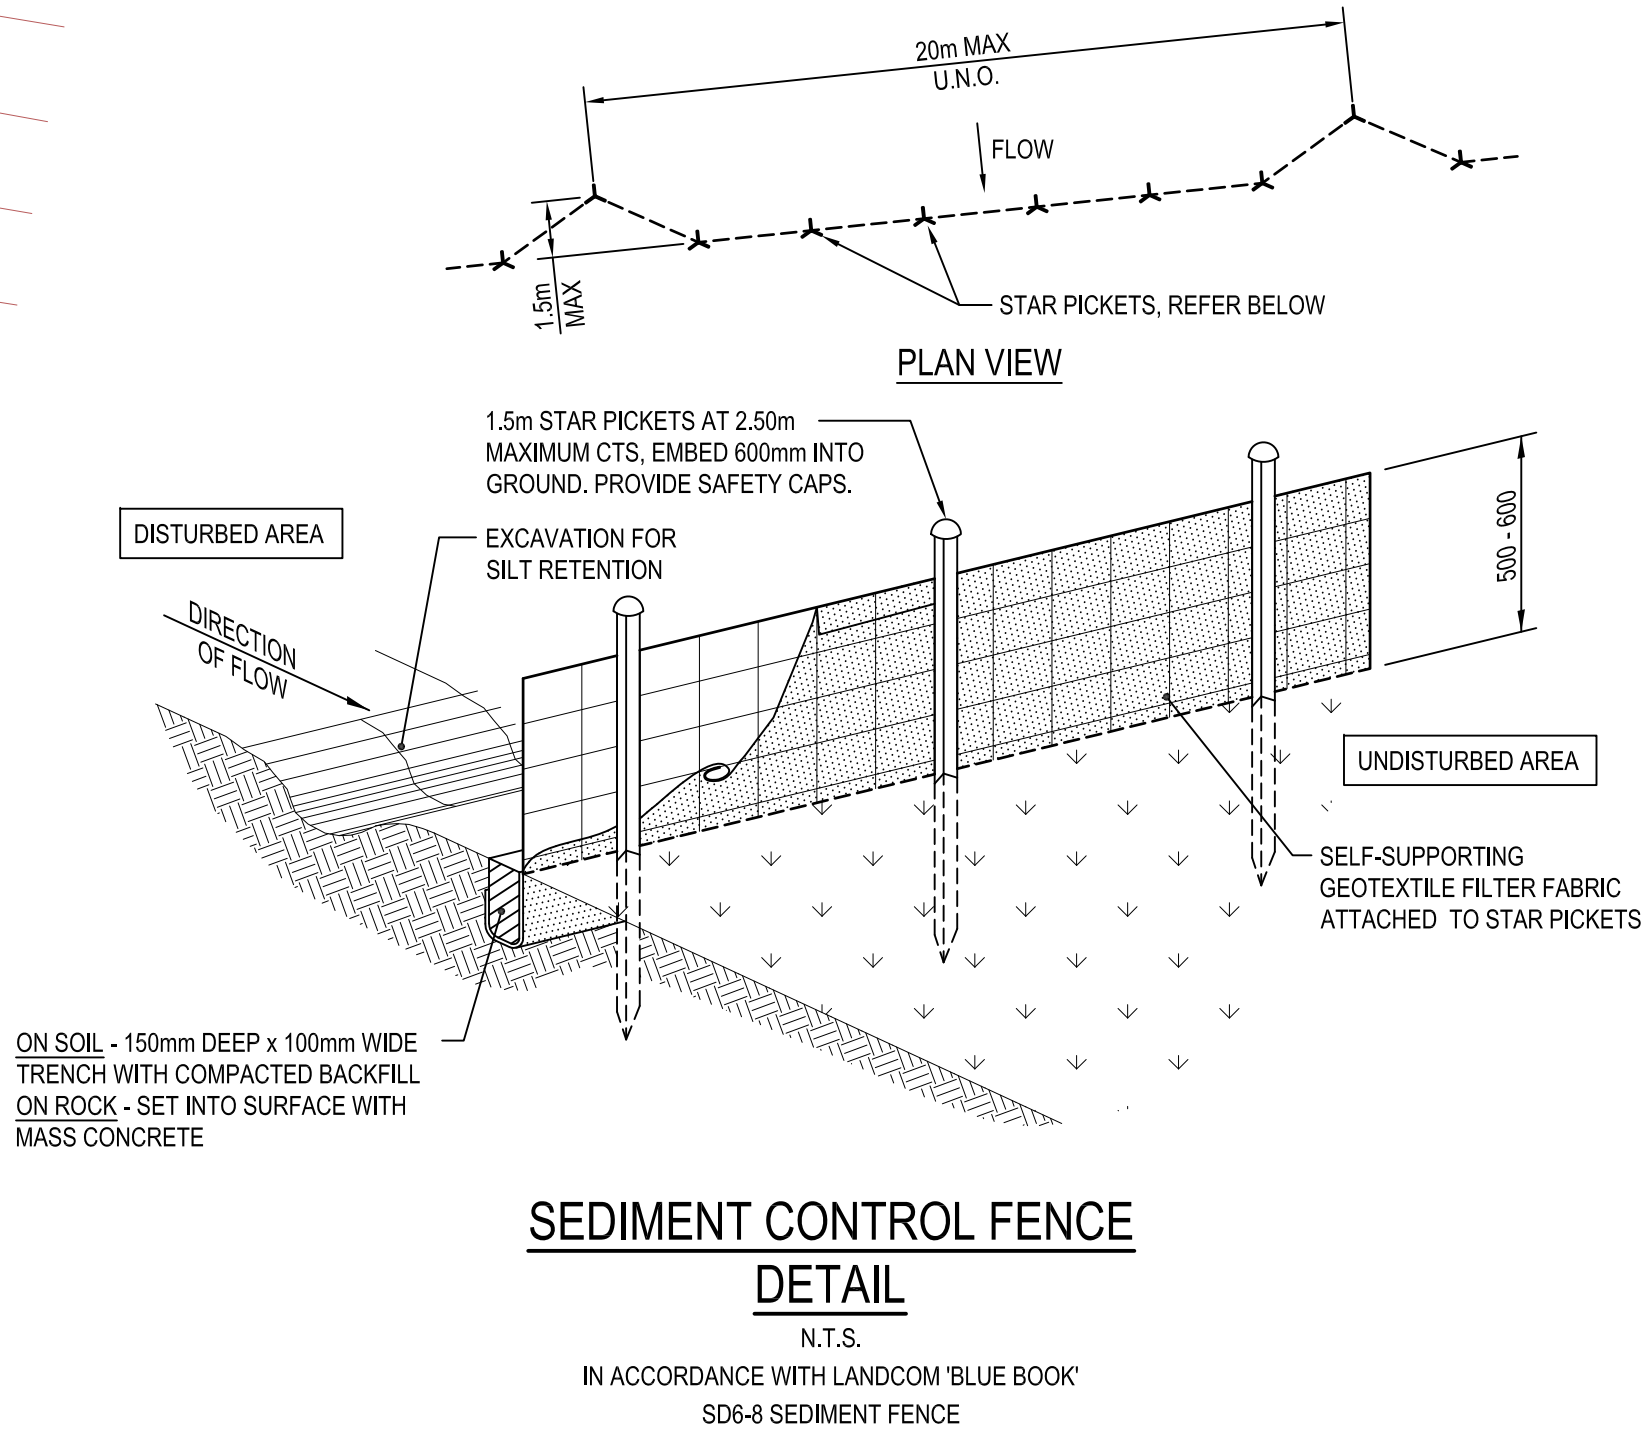 20m MAX
U.N.O.
FLOW
1.5m
MAX
STAR PICKETS, REFER BELOW
PLAN VIEW
1.5m STAR PICKETS AT 2.50m
MAXIMUM CTS, EMBED 600mm INTO
GROUND. PROVIDE SAFETY CAPS.
DISTURBED AREA
EXCAVATION FOR
SILT RETENTION
500 - 600
DIRECTION
OF FLOW
UNDISTURBED AREA
SELF-SUPPORTING
GEOTEXTILE FILTER FABRIC
ATTACHED TO STAR PICKETS
ON SOIL - 150mm DEEP x 100mm WIDE
TRENCH WITH COMPACTED BACKFILL
ON ROCK - SET INTO SURFACE WITH
MASS CONCRETE
SEDIMENT CONTROL FENCE
DETAIL
N.T.S.
IN ACCORDANCE WITH LANDCOM 'BLUE BOOK'
SD6-8 SEDIMENT FENCE